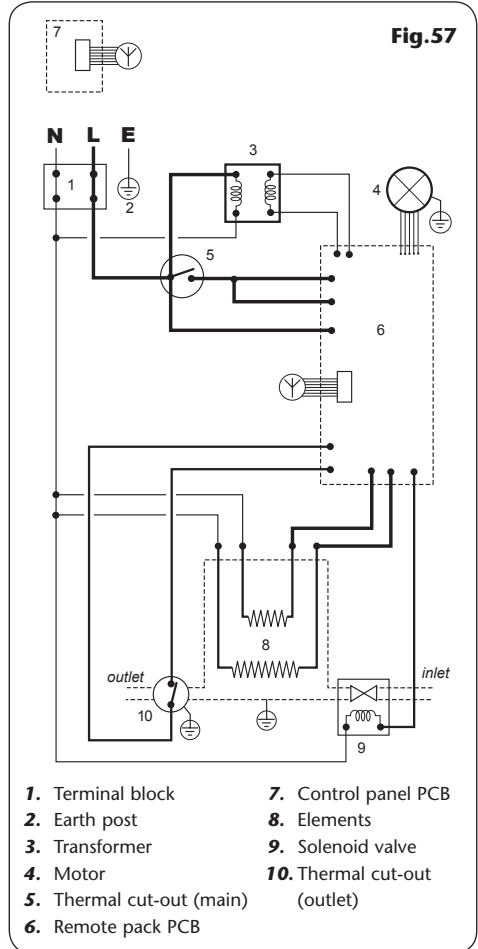 Fig.57
7
N L E
1
2
3
4
5
6
8
outlet
inlet
10
9
1. Terminal block
2. Earth post
3. Transformer
4. Motor
5. Thermal cut-out (main)
6. Remote pack PCB
7. Control panel PCB
8. Elements
9. Solenoid valve
10. Thermal cut-out
(outlet)